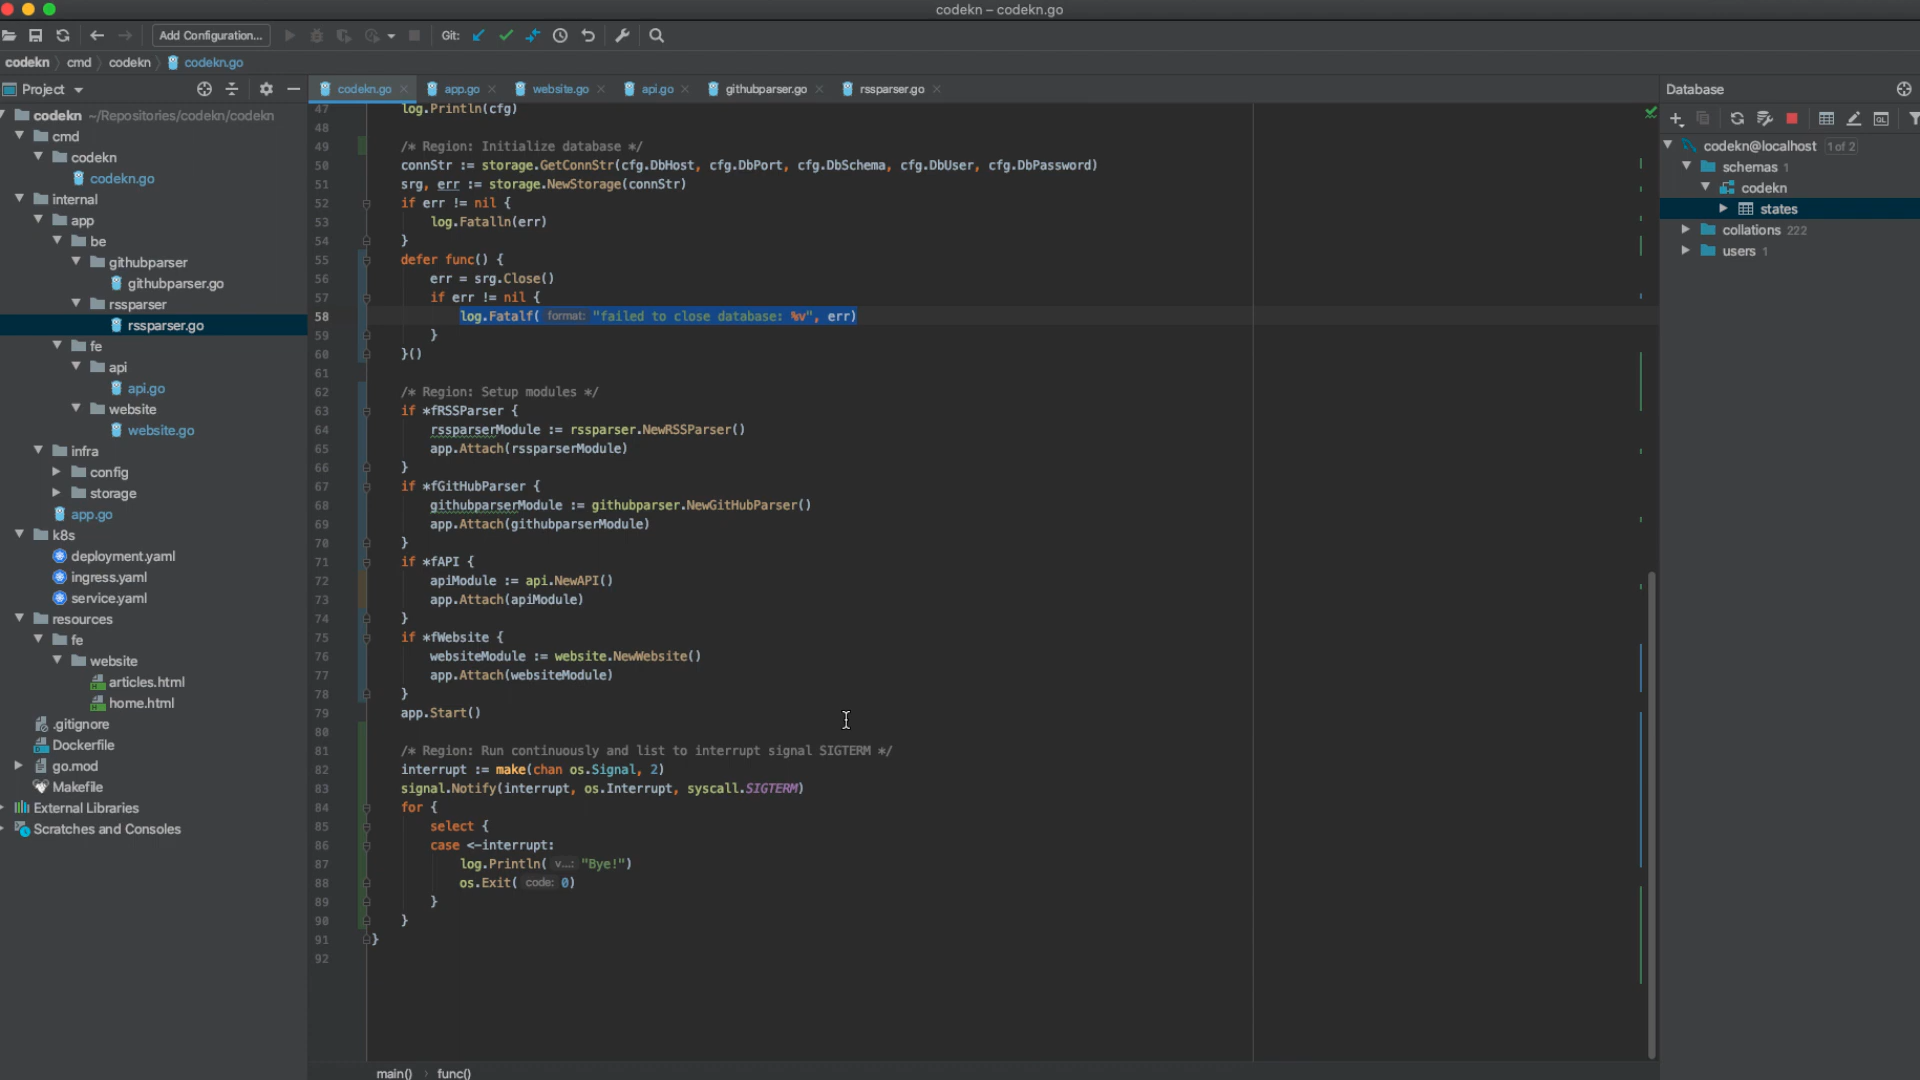 codekn – codekn.go
Add Configuration...
Git:
codekn
cmd
codekn
codekn.go
Project
codekn ~/Repositories/codekn/codekn
cmd
codekn
codekn.go
internal
app
be
githubparser
githubparser.go
rssparser
rssparser.go
fe
api
api.go
website
website.go
infra
config
storage
app.go
k8s
deployment.yaml
ingress.yaml
service.yaml
resources
fe
website
articles.html
home.html
.gitignore
Dockerfile
go.mod
Makefile
External Libraries
Scratches and Consoles
codekn.go
app.go
website.go
api.go
githubparser.go
rssparser.go
47 log.Println(cfg)
48
49 /* Region: Initialize database */
50 connStr := storage.GetConnStr(cfg.DbHost, cfg.DbPort, cfg.DbSchema, cfg.DbUser, cfg.DbPassword)
51 srg, err := storage.NewStorage(connStr)
52 if err != nil {
53 log.Fatalln(err)
54 }
55 defer func() {
56 err = srg.Close()
57 if err != nil {
58 log.Fatalf( format: "failed to close database: %v", err)
59 }
60 }()
61
62 /* Region: Setup modules */
63 if *fRSSParser {
64 rssparserModule := rssparser.NewRSSParser()
65 app.Attach(rssparserModule)
66 }
67 if *fGitHubParser {
68 githubparserModule := githubparser.NewGitHubParser()
69 app.Attach(githubparserModule)
70 }
71 if *fAPI {
72 apiModule := api.NewAPI()
73 app.Attach(apiModule)
74 }
75 if *fWebsite {
76 websiteModule := website.NewWebsite()
77 app.Attach(websiteModule)
78 }
79 app.Start()
80
81 /* Region: Run continuously and list to interrupt signal SIGTERM */
82 interrupt := make(chan os.Signal, 2)
83 signal.Notify(interrupt, os.Interrupt, syscall.SIGTERM)
84 for {
85 select {
86 case <-interrupt:
87 log.Println( v...: "Bye!")
88 os.Exit( code: 0)
89 }
90 }
91 }
92
main() › func()
Database
codekn@localhost 1 of 2
schemas 1
codekn
states
collations 222
users 1